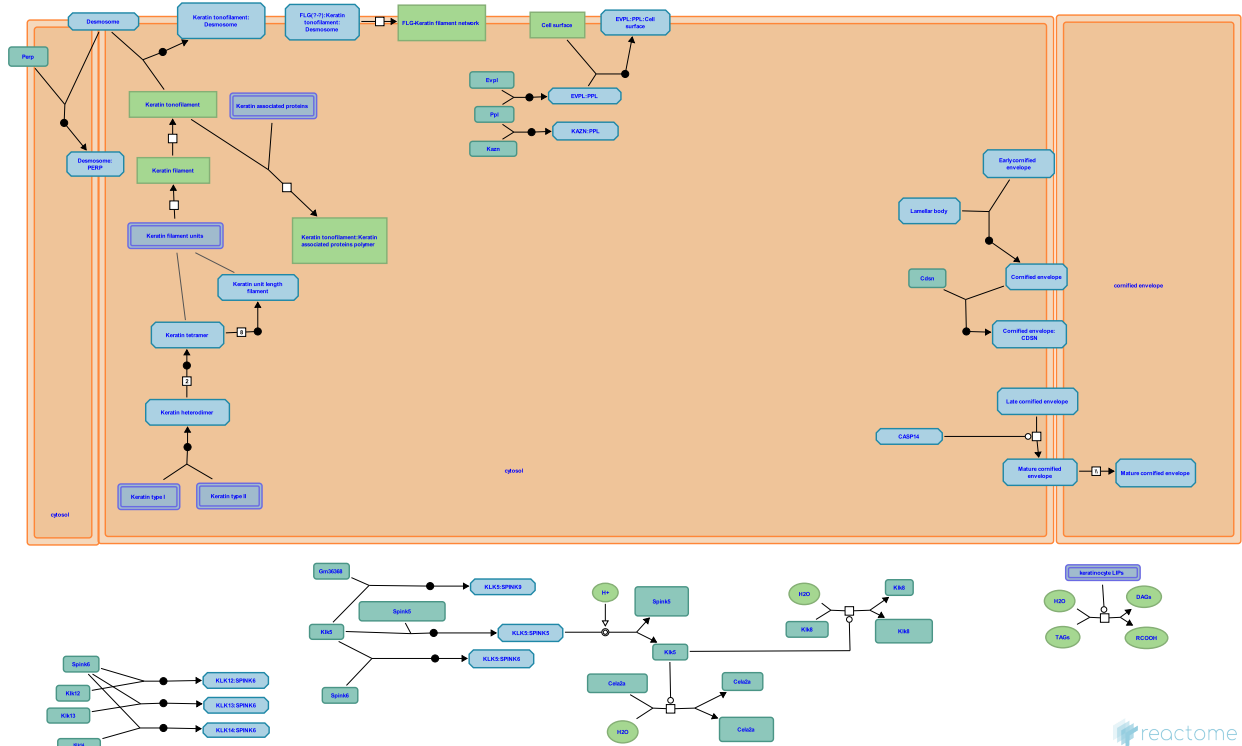 Desmosome
Keratin tonofilament:
Desmosome
FLG(?-?):Keratin
tonofilament:
Desmosome
FLG-Keratin filament network
Cell surface
EVPL:PPL:Cell
surface
Perp
Evpl
EVPL:PPL
Keratin tonofilament
Keratin associated proteins
Ppl
KAZN:PPL
Kazn
Desmosome:
PERP
Keratin filament
Early cornified
envelope
Lamellar body
Keratin filament units
Keratin tonofilament:Keratin
associated proteins polymer
Cdsn
Cornified envelope
cornified envelope
Keratin unit length
filament
Keratin tetramer
8
Cornified envelope:
CDSN
2
Keratin heterodimer
Late cornified envelope
CASP14
cytosol
Mature cornified
envelope
Mature cornified envelope
Keratin type I
Keratin type II
cytosol
Gm36368
KLK5:SPINK9
H+
Spink5
Spink5
Klk5
KLK5:SPINK5
KLK5:SPINK6
Klk5
Spink6
H2O
Klk8
Klk8
Klk8
keratinocyte LIPs
H2O
DAGs
TAGs
RCOOH
Spink6
KLK12:SPINK6
Klk12
KLK13:SPINK6
Klk13
KLK14:SPINK6
Cela2a
Cela2a
H2O
Cela2a
reactome